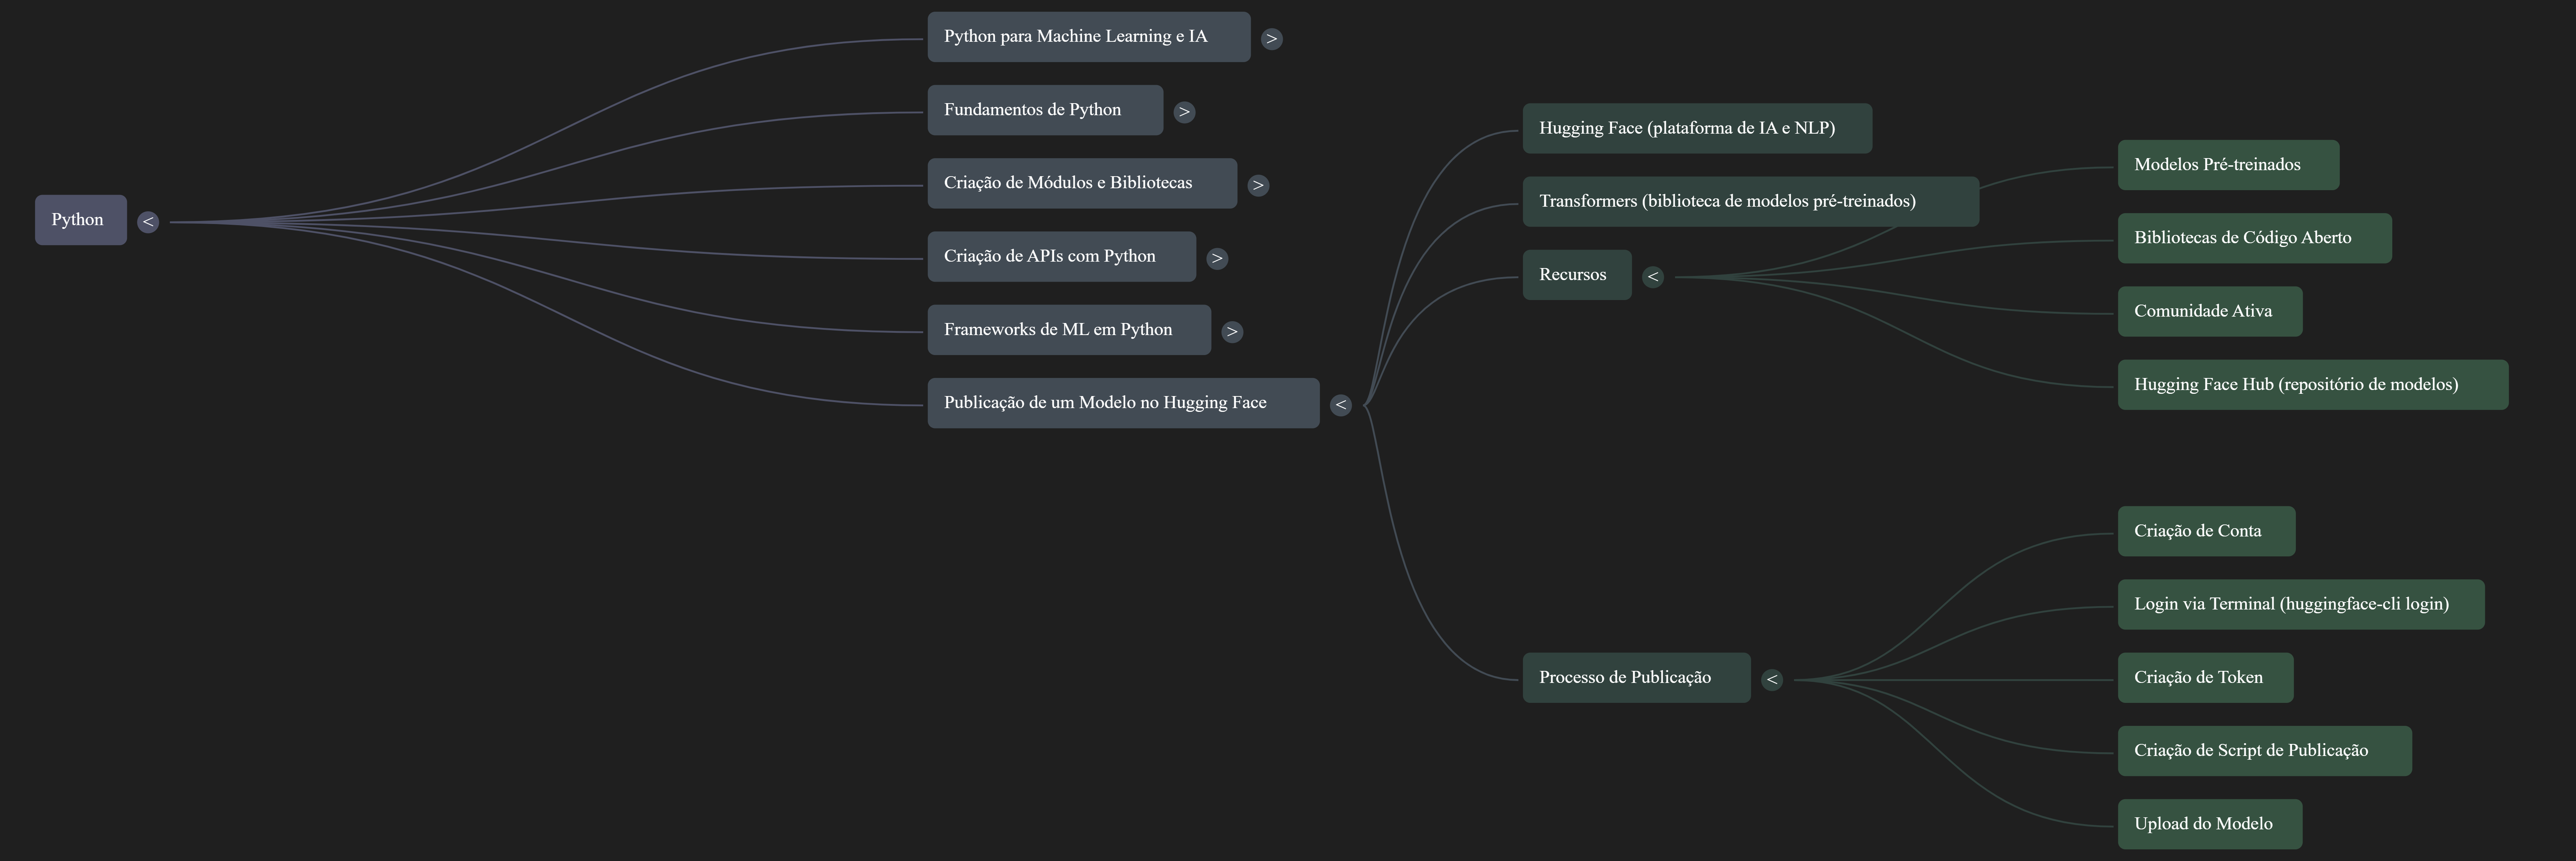 Python
<
Python para Machine Learning e IA
>
Fundamentos de Python
>
Criação de Módulos e Bibliotecas
>
Criação de APIs com Python
>
Frameworks de ML em Python
>
Publicação de um Modelo no Hugging Face
<
Hugging Face (plataforma de IA e NLP)
Transformers (biblioteca de modelos pré-treinados)
Recursos
<
Modelos Pré-treinados
Bibliotecas de Código Aberto
Comunidade Ativa
Hugging Face Hub (repositório de modelos)
Processo de Publicação
<
Criação de Conta
Login via Terminal (huggingface-cli login)
Criação de Token
Criação de Script de Publicação
Upload do Modelo